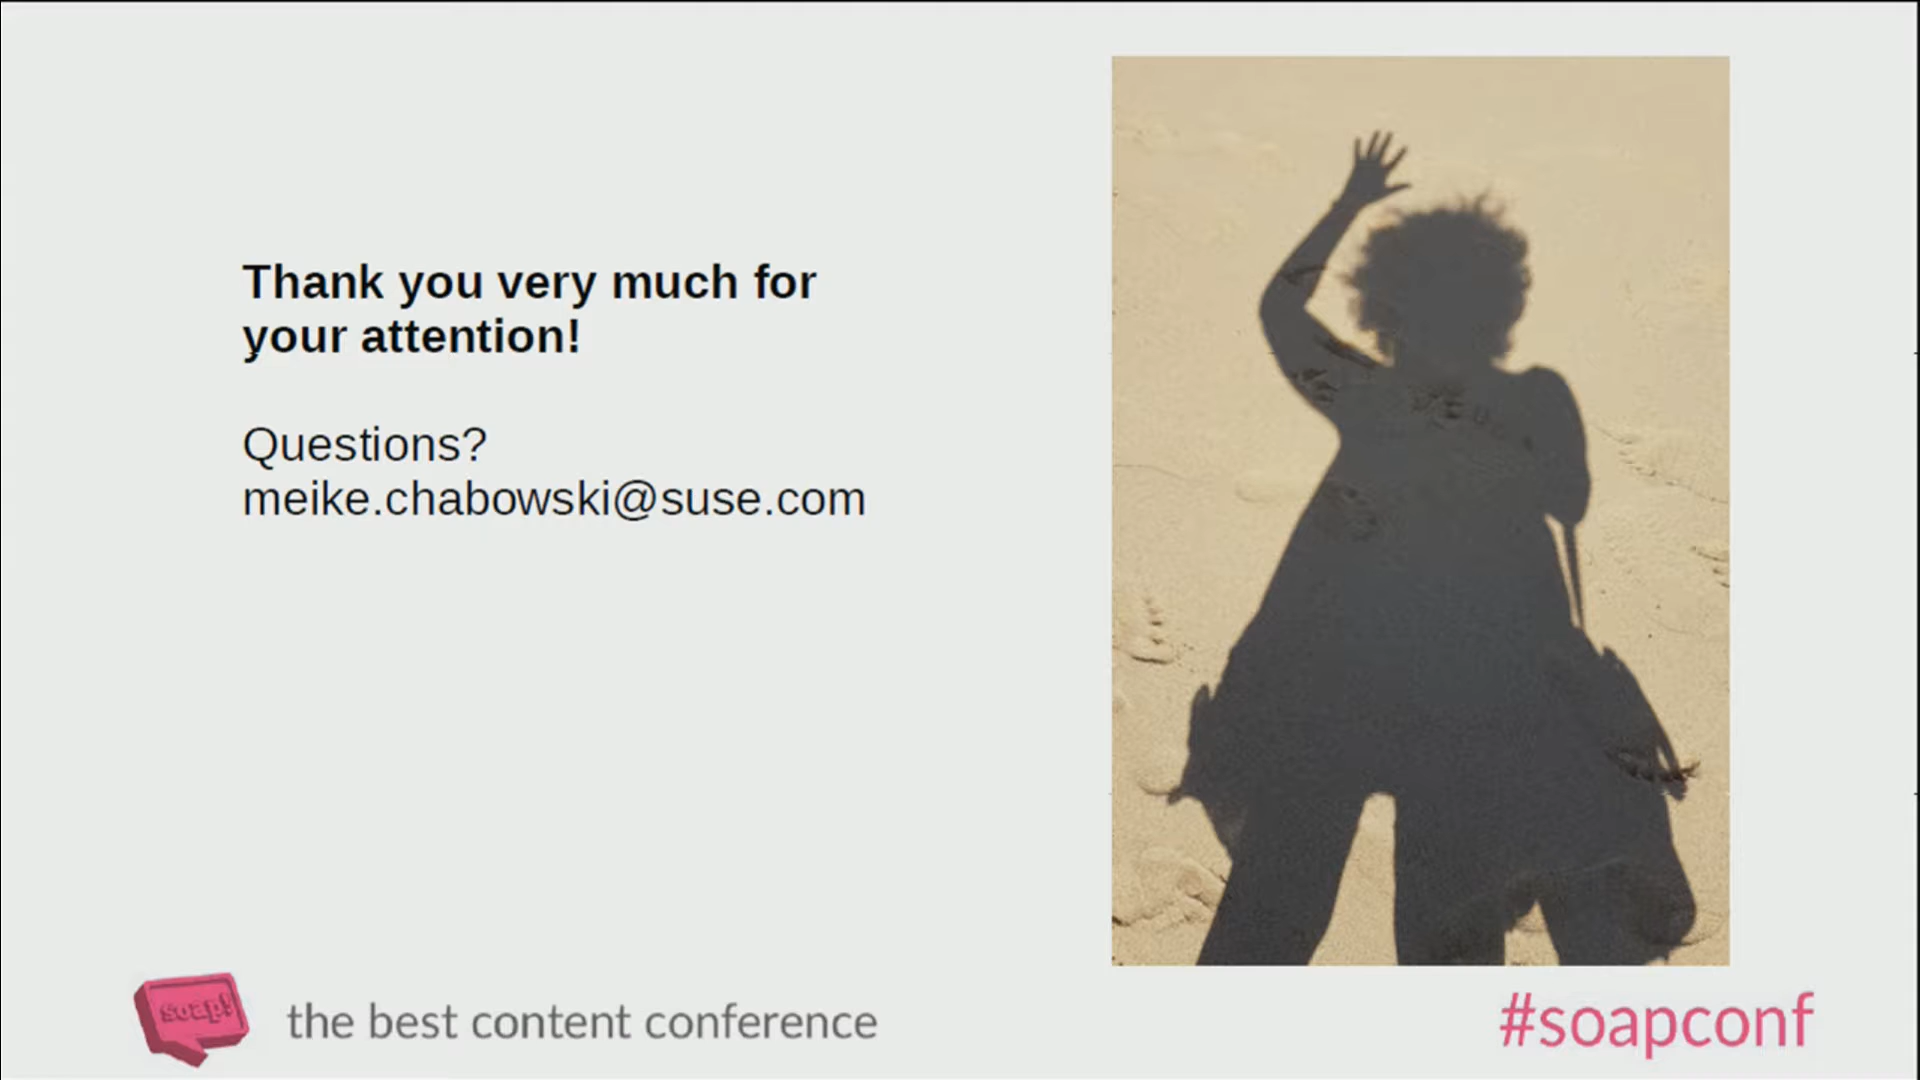 Thank you very much for
your attention!
Questions?
meike.chabowski@suse.com
soap!
the best content conference
#soapconf